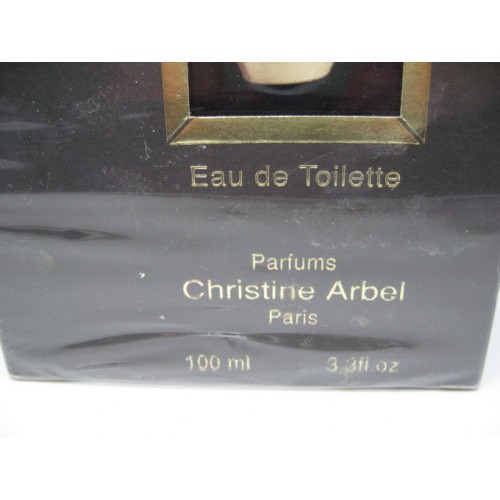 Eau de Toilette
Parfums
Christine Arbel
Paris
100 ml 3.3fl.oz